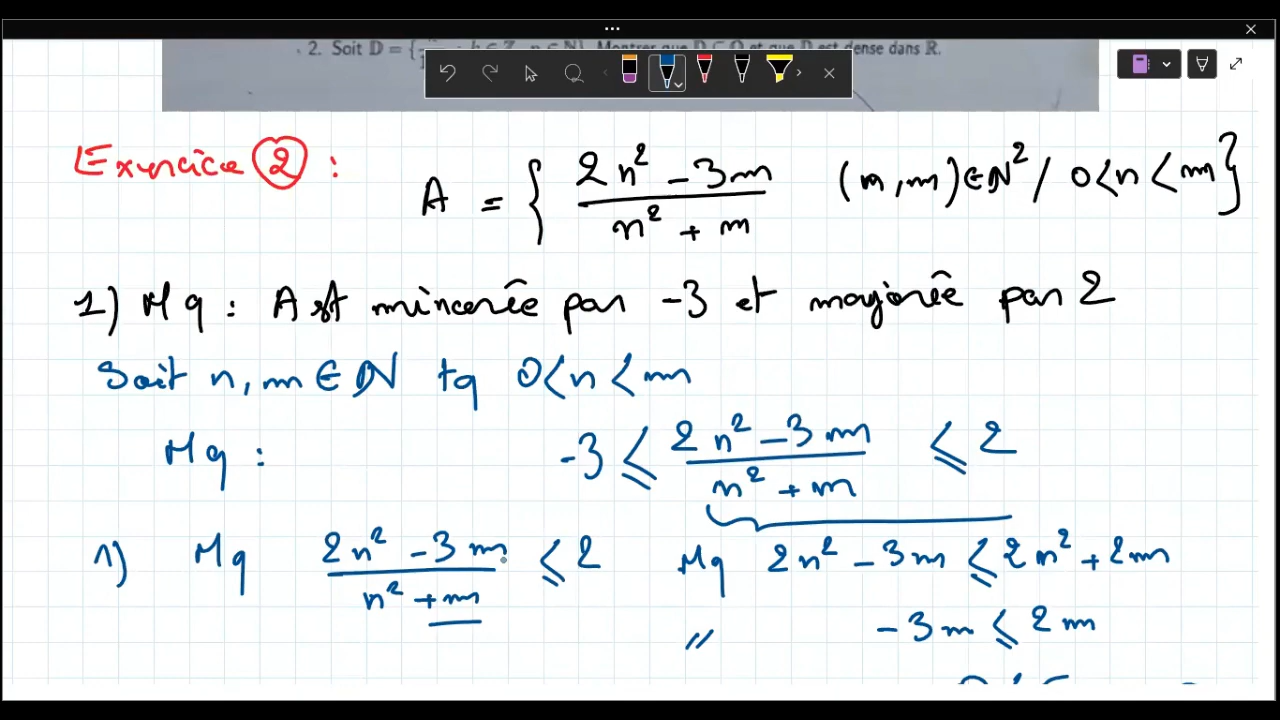 2. Soit D = { ; k ∈ Z, n ∈ N}. Montrer que D ⊂ Q et que D est dense dans R.
Exercice 2 :
A = { (2n² - 3m)/(n² + m) (n,m) ∈ N² / 0<n<m }
1) Mq : A est minorée par -3 et majorée par 2
Soit n, m ∈ N tq 0<n<m
Mq : -3 ≤ (2n² - 3m)/(n² + m) ≤ 2
1) Mq (2n² - 3m)/(n² + m) ≤ 2 Mq 2n² - 3m ≤ 2n² + 2m
" -3m ≤ 2m